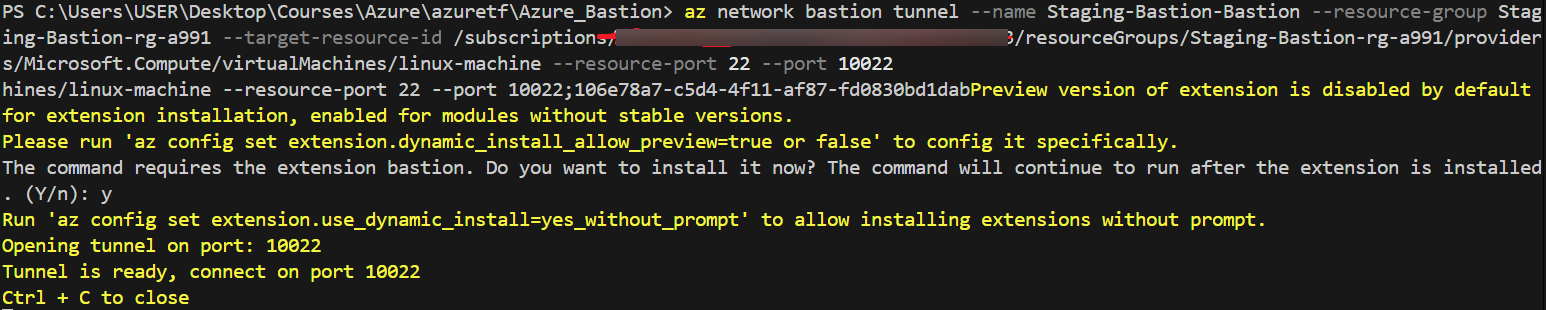 PS C:\Users\USER\Desktop\Courses\Azure\azuretf\Azure_Bastion> az network bastion tunnel --name Staging-Bastion-Bastion --resource-group Stag
ing-Bastion-rg-a991 --target-resource-id /subscriptions/ 3/resourceGroups/Staging-Bastion-rg-a991/provider
s/Microsoft.Compute/virtualMachines/linux-machine --resource-port 22 --port 10022
hines/linux-machine --resource-port 22 --port 10022;106e78a7-c5d4-4f11-af87-fd0830bd1dabPreview version of extension is disabled by default
for extension installation, enabled for modules without stable versions.
Please run 'az config set extension.dynamic_install_allow_preview=true or false' to config it specifically.
The command requires the extension bastion. Do you want to install it now? The command will continue to run after the extension is installed
. (Y/n): y
Run 'az config set extension.use_dynamic_install=yes_without_prompt' to allow installing extensions without prompt.
Opening tunnel on port: 10022
Tunnel is ready, connect on port 10022
Ctrl + C to close